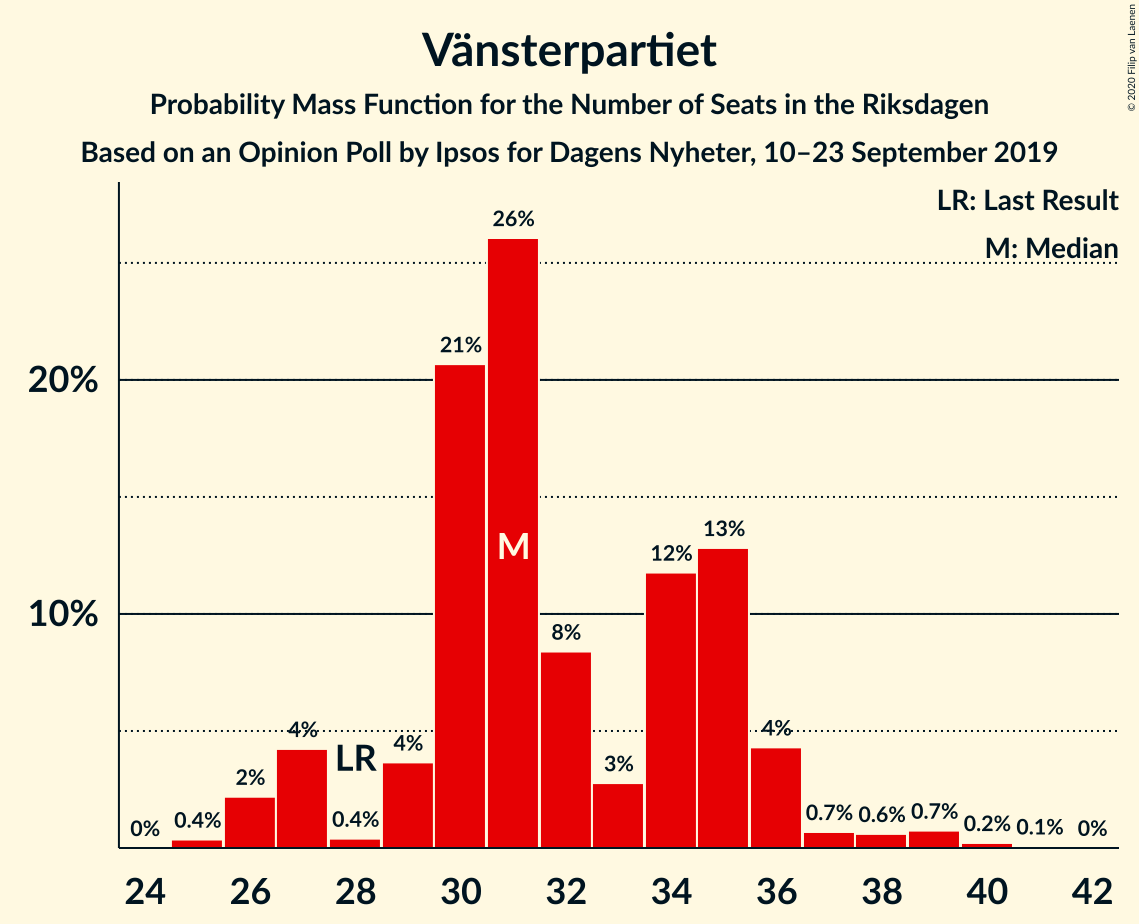 Vänsterpartiet
Probability Mass Function for the Number of Seats in the Riksdagen
Based on an Opinion Poll by Ipsos for Dagens Nyheter, 10–23 September 2019
© 2020 Filip van Laenen
LR: Last Result
M: Median
20%
10%
0%
0.4%
2%
4%
LR
0.4%
4%
21%
26%
M
8%
3%
12%
13%
4%
0.7%
0.6%
0.7%
0.2%
0.1%
0%
24 26 28 30 32 34 36 38 40 42